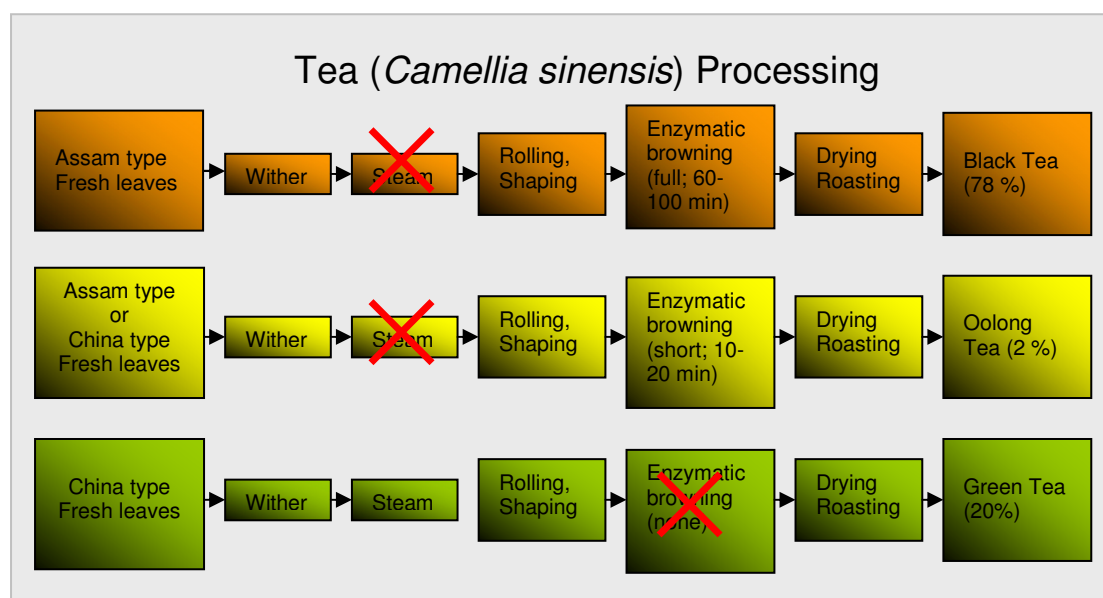 Tea (Camellia sinensis) Processing
Assam type
Fresh leaves
Wither
Steam
Rolling,
Shaping
Enzymatic
browning
(full; 60-
100 min)
Drying
Roasting
Black Tea
(78 %)
Assam type
or
China type
Fresh leaves
Wither
Steam
Rolling,
Shaping
Enzymatic
browning
(short; 10-
20 min)
Drying
Roasting
Oolong
Tea (2 %)
China type
Fresh leaves
Wither
Steam
Rolling,
Shaping
Enzymatic
browning
(none)
Drying
Roasting
Green Tea
(20%)